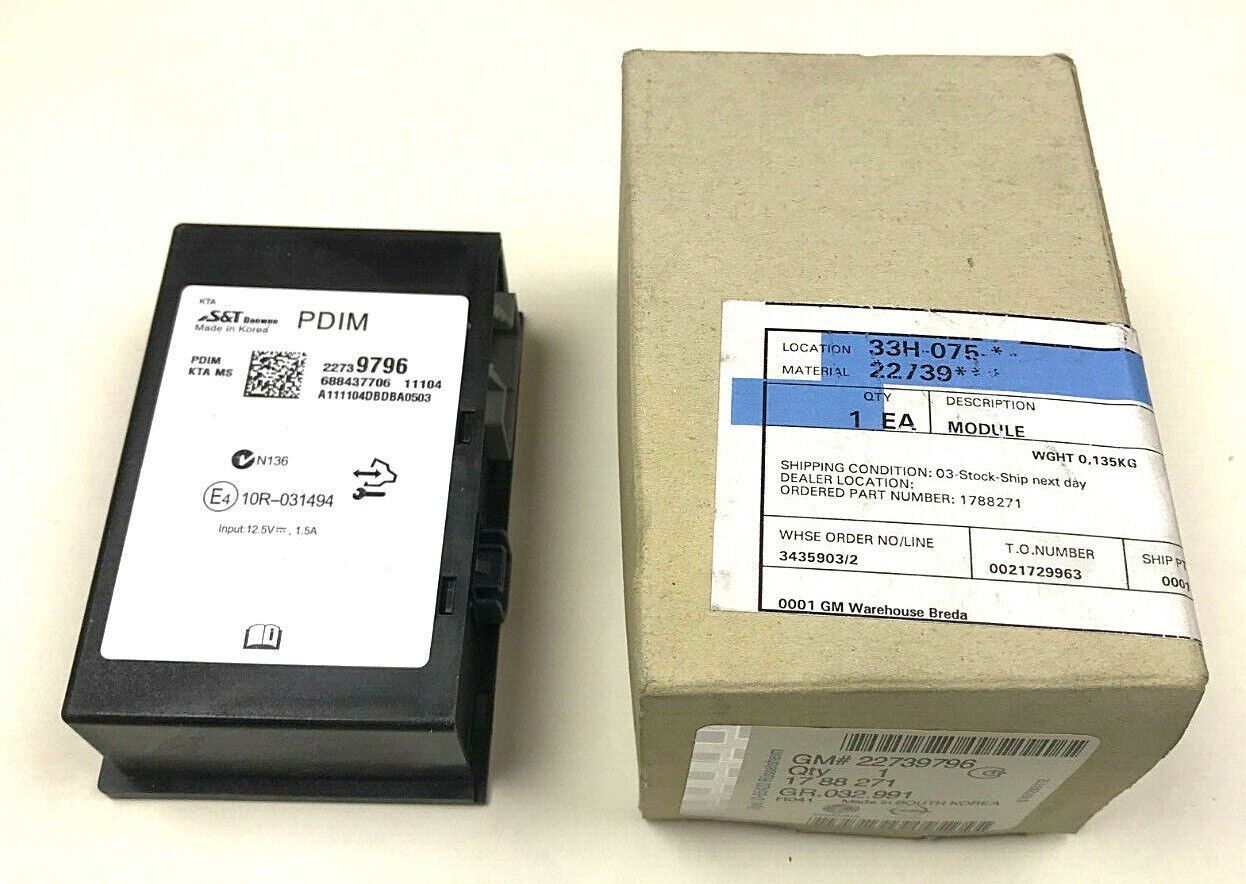 KTA
S&T Daewoo PDIM
Made in Korea
PDIM 22739796
KTA MS 688437706 11104
A111104DBDBA0503
N136
E4 10R-031494
Input:12.5V⎓, 1.5A
LOCATION 33H-075-*
MATERIAL 22739***
QTY DESCRIPTION
1 EA MODULE
WGHT 0,135KG
SHIPPING CONDITION: 03-Stock-Ship next day
DEALER LOCATION:
ORDERED PART NUMBER: 1788271
WHSE ORDER NO/LINE T.O.NUMBER SHIP PT
3435903/2 0021729963 0001
0001 GM Warehouse Breda
GM# 22739796
Qty 1
17 88 271
GR.032.991
R041 Made in SOUTH KOREA